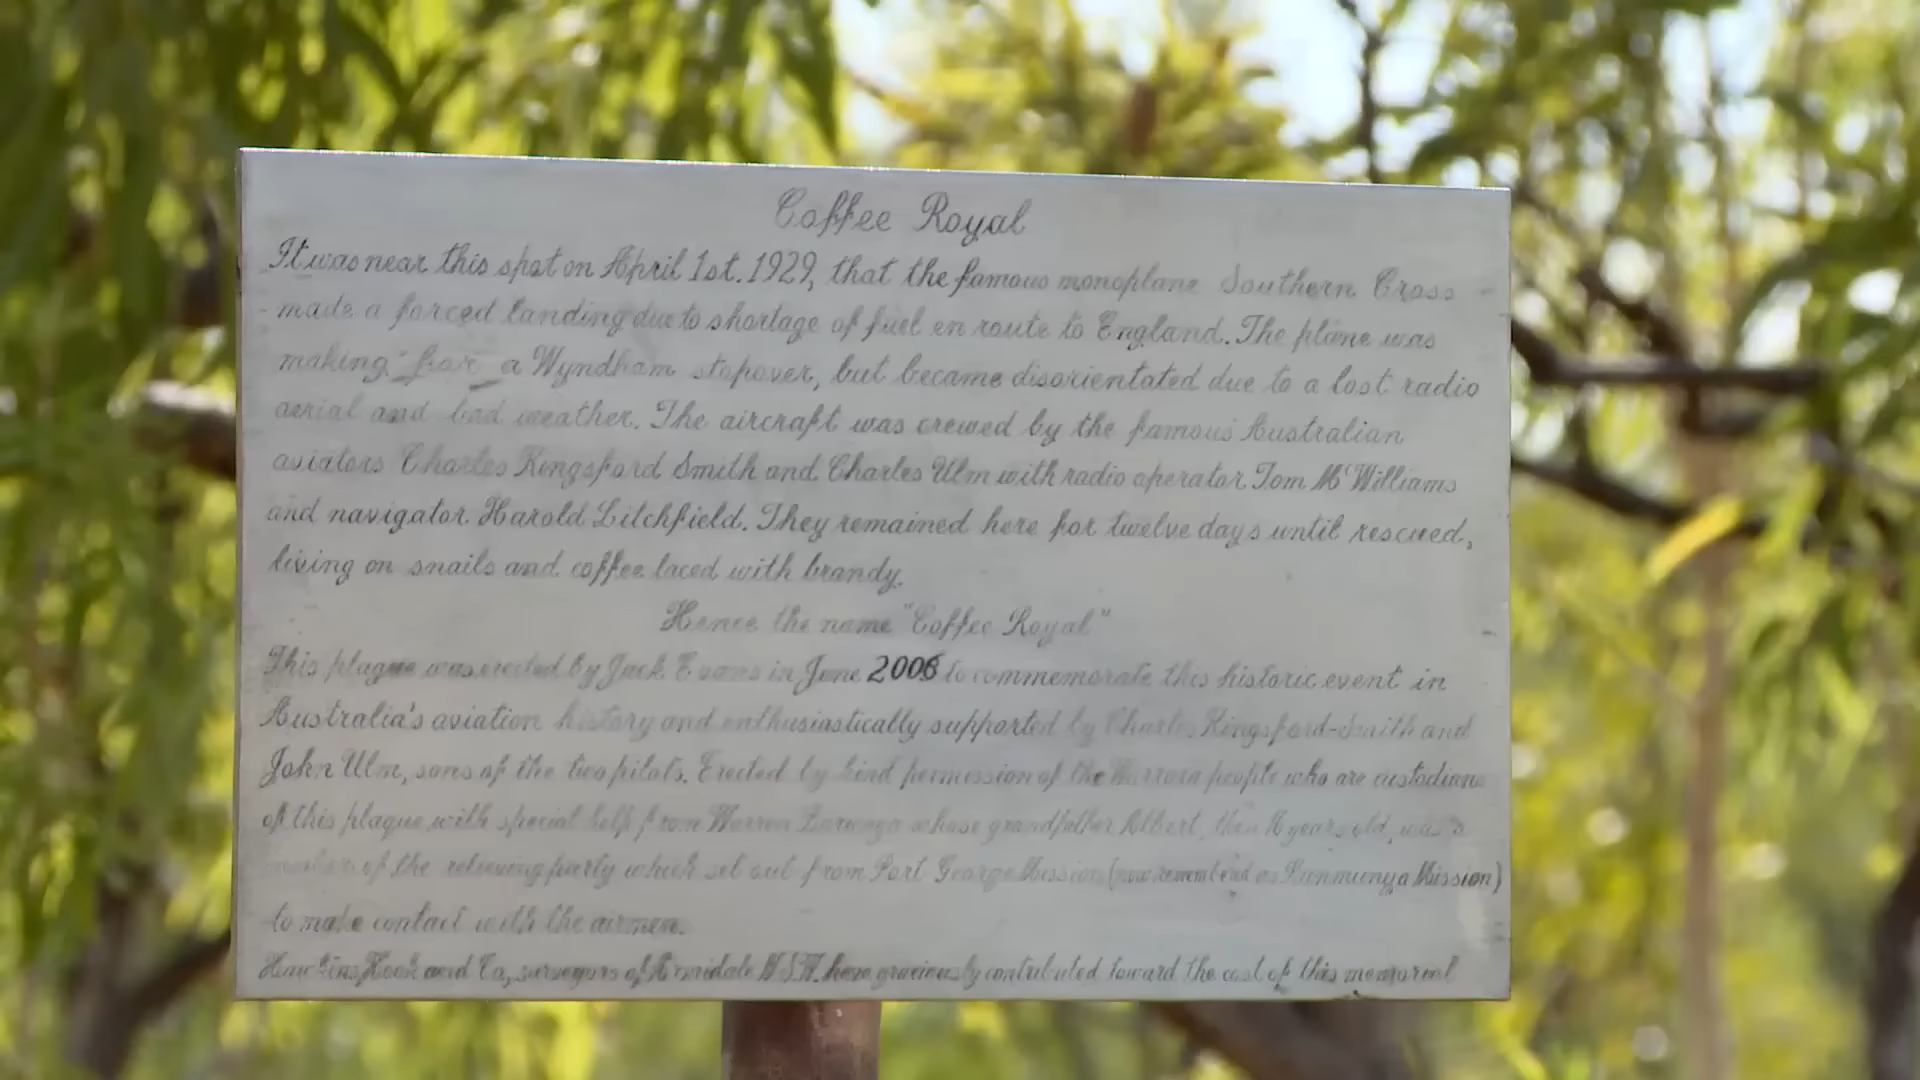 Coffee Royal
It was near this spot on April 1st. 1929, that the famous monoplane Southern Cross
made a forced landing due to shortage of fuel en route to England. The plane was
making for a Wyndham stopover, but became disorientated due to a lost radio
aerial and bad weather. The aircraft was crewed by the famous Australian
aviators Charles Kingsford Smith and Charles Ulm with radio operator Tom McWilliams
and navigator Harold Litchfield. They remained here for twelve days until rescued,
living on snails and coffee laced with brandy.
Hence the name "Coffee Royal"
This plaque was erected by Jack Evans in June 2006 to commemorate this historic event in
Australia's aviation history and enthusiastically supported by Charles Kingsford-Smith and
John Ulm, sons of the two pilots. Erected by kind permission of the Worrora people who are custodians
of this plaque with special help from Warren Barunga whose grandfather Albert, then 16 years old, was a
member of the relieving party which set out from Port George Mission (now remembered as Kunmunya Mission)
to make contact with the airmen.
Hawkins, Hook and Co, surveyors of Armidale N.S.W. have graciously contributed toward the cost of this memorial